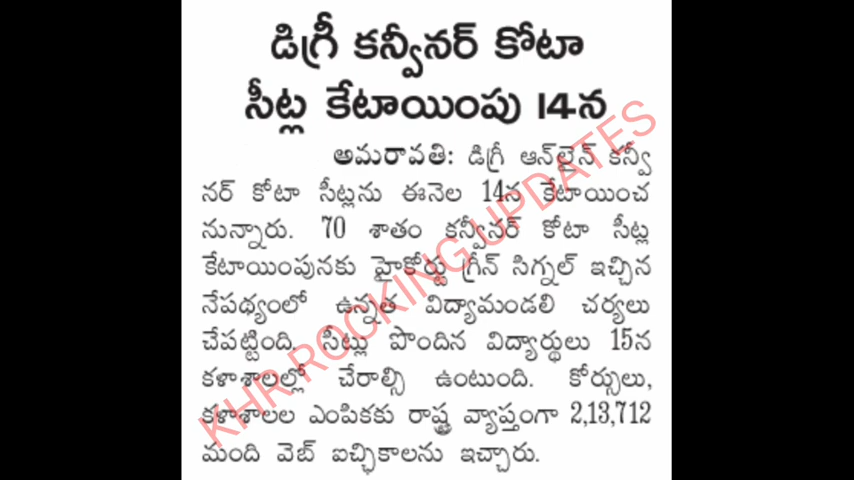 డిగ్రీ కన్వీనర్ కోటా
సీట్ల కేటాయింపు 14న
అమరావతి: డిగ్రీ ఆన్‌లైన్ కన్వీ
నర్ కోటా సీట్లను ఈనెల 14న కేటాయించ
నున్నారు. 70 శాతం కన్వీనర్ కోటా సీట్ల
కేటాయింపునకు హైకోర్టు గ్రీన్ సిగ్నల్ ఇచ్చిన
నేపథ్యంలో ఉన్నత విద్యామండలి చర్యలు
చేపట్టింది. సీట్లు పొందిన విద్యార్థులు 15న
కళాశాలల్లో చేరాల్సి ఉంటుంది. కోర్సులు,
కళాశాలల ఎంపికకు రాష్ట్ర వ్యాప్తంగా 2,13,712
మంది వెబ్ ఐచ్ఛికాలను ఇచ్చారు.
KHR ROCKING UPDATES